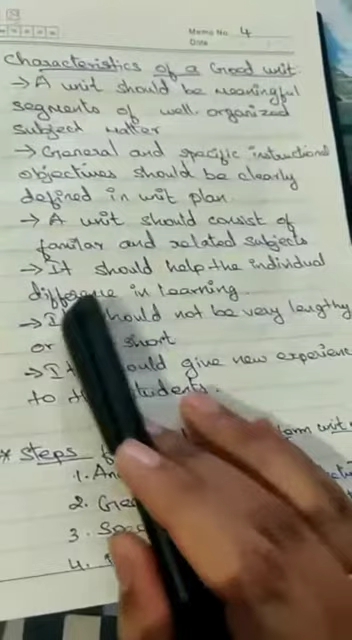 Memo No. 4
Date
Characteristics of a Good unit
→ A unit should be meaningful
segments of well organized
subject matter
→ General and specific instructional
objectives should be clearly
defined in unit plan.
→ A unit should consist of
familar and related subjects
→ It should help the individual
difference in learning
→ should not be very lengthy
or short
→ It should give new experience
to students.
* Steps
1. An
2.
3.
4.